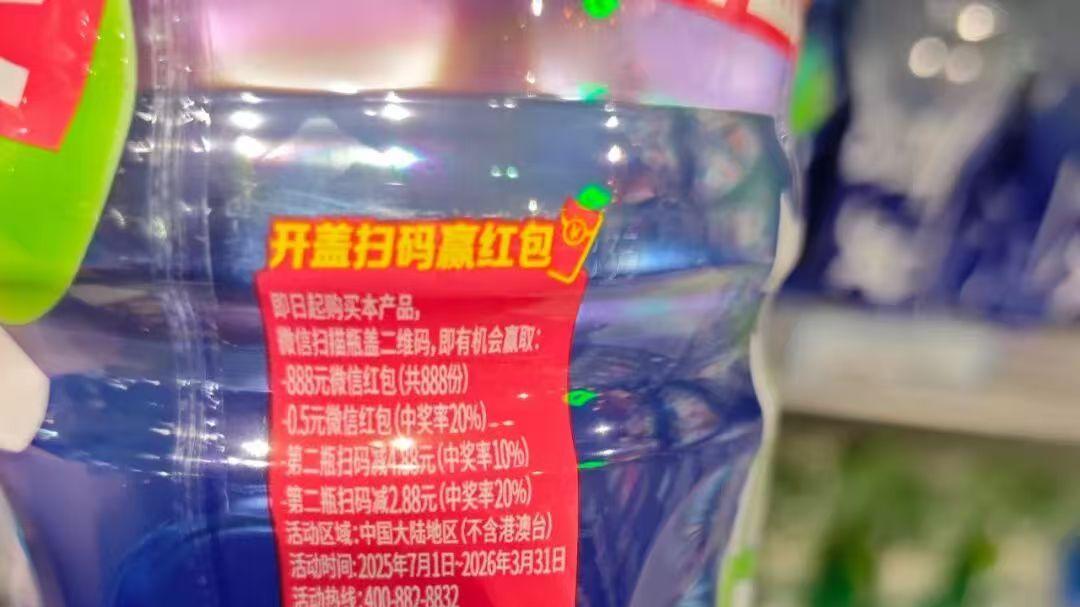 开盖扫码赢红包
即日起购买本产品,
微信扫描瓶盖二维码,即有机会赢取:
-888元微信红包(共888份)
-0.5元微信红包(中奖率20%)
-第二瓶扫码减 元(中奖率10%)
-第二瓶扫码减2.88元(中奖率20%)
活动区域:中国大陆地区(不含港澳台)
活动时间:2025年7月1日~2026年3月31日
活动热线:400-882-8832